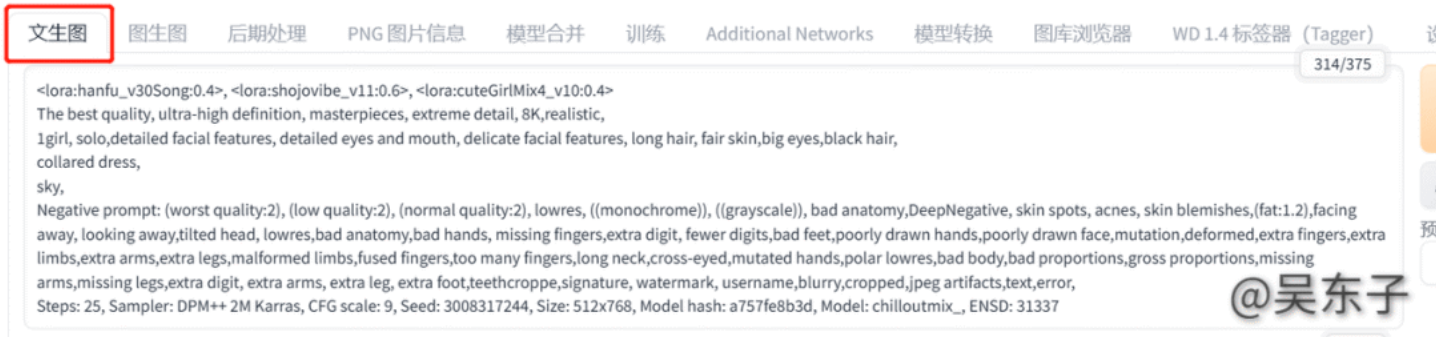 文生图 图生图 后期处理 PNG 图片信息 模型合并 训练 Additional Networks 模型转换 图库浏览器 WD 1.4 标签器 (Tagger)
314/375
<lora:hanfu_v30Song:0.4>, <lora:shojovibe_v11:0.6>, <lora:cuteGirlMix4_v10:0.4>
The best quality, ultra-high definition, masterpieces, extreme detail, 8K,realistic,
1girl, solo,detailed facial features, detailed eyes and mouth, delicate facial features, long hair, fair skin,big eyes,black hair,
collared dress,
sky,
Negative prompt: (worst quality:2), (low quality:2), (normal quality:2), lowres, ((monochrome)), ((grayscale)), bad anatomy,DeepNegative, skin spots, acnes, skin blemishes,(fat:1.2),facing
away, looking away,tilted head, lowres,bad anatomy,bad hands, missing fingers,extra digit, fewer digits,bad feet,poorly drawn hands,poorly drawn face,mutation,deformed,extra fingers,extra
limbs,extra arms,extra legs,malformed limbs,fused fingers,too many fingers,long neck,cross-eyed,mutated hands,polar lowres,bad body,bad proportions,gross proportions,missing
arms,missing legs,extra digit, extra arms, extra leg, extra foot,teethcroppe,signature, watermark, username,blurry,cropped,jpeg artifacts,text,error,
Steps: 25, Sampler: DPM++ 2M Karras, CFG scale: 9, Seed: 3008317244, Size: 512x768, Model hash: a757fe8b3d, Model: chilloutmix_, ENSD: 31337
预
@吴东子